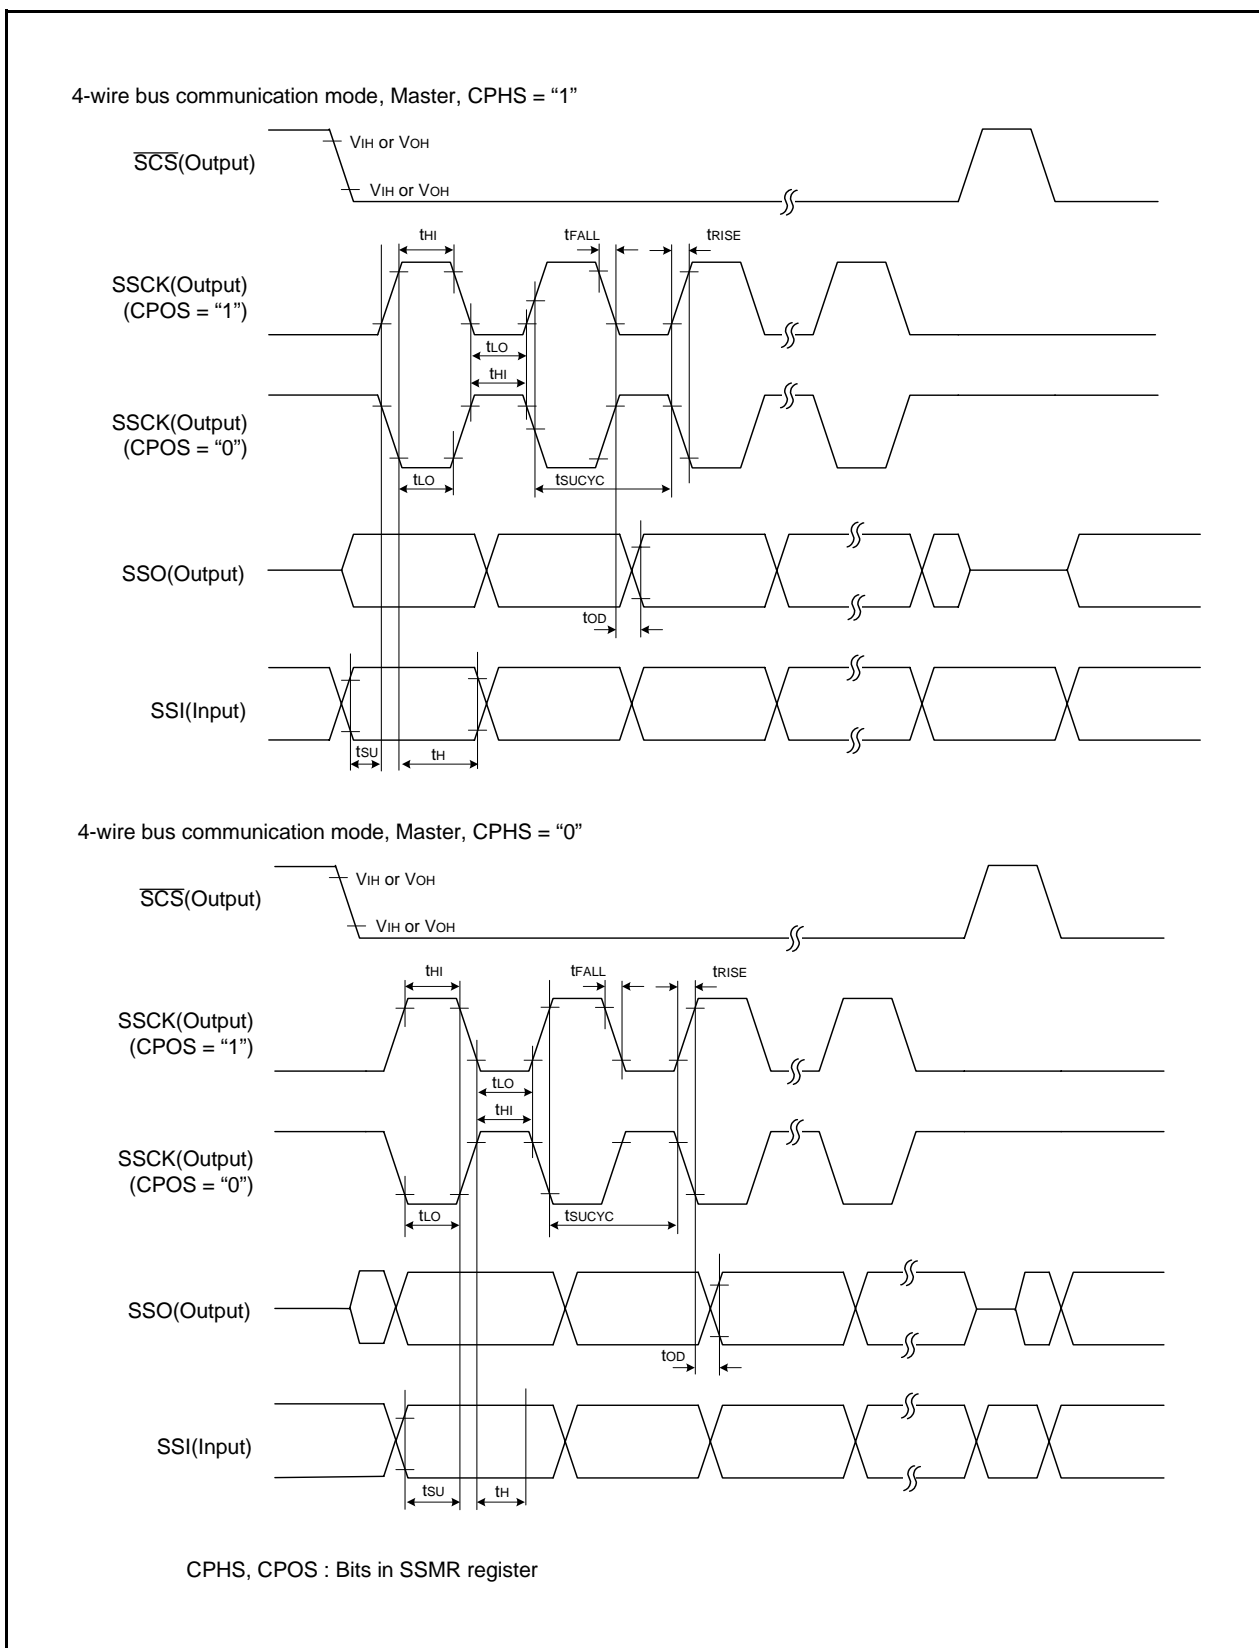 4-wire bus communication mode, Master, CPHS = “1”
SCS(Output)
VIH or VOH
VIH or VOH
tHI
tFALL
tRISE
SSCK(Output)
(CPOS = “1”)
tLO
tHI
SSCK(Output)
(CPOS = “0”)
tLO
tSUCYC
SSO(Output)
tOD
SSI(Input)
tSU
tH
4-wire bus communication mode, Master, CPHS = “0”
SCS(Output)
VIH or VOH
VIH or VOH
tHI
tFALL
tRISE
SSCK(Output)
(CPOS = “1”)
tLO
tHI
SSCK(Output)
(CPOS = “0”)
tLO
tSUCYC
SSO(Output)
tOD
SSI(Input)
tSU
tH
CPHS, CPOS : Bits in SSMR register